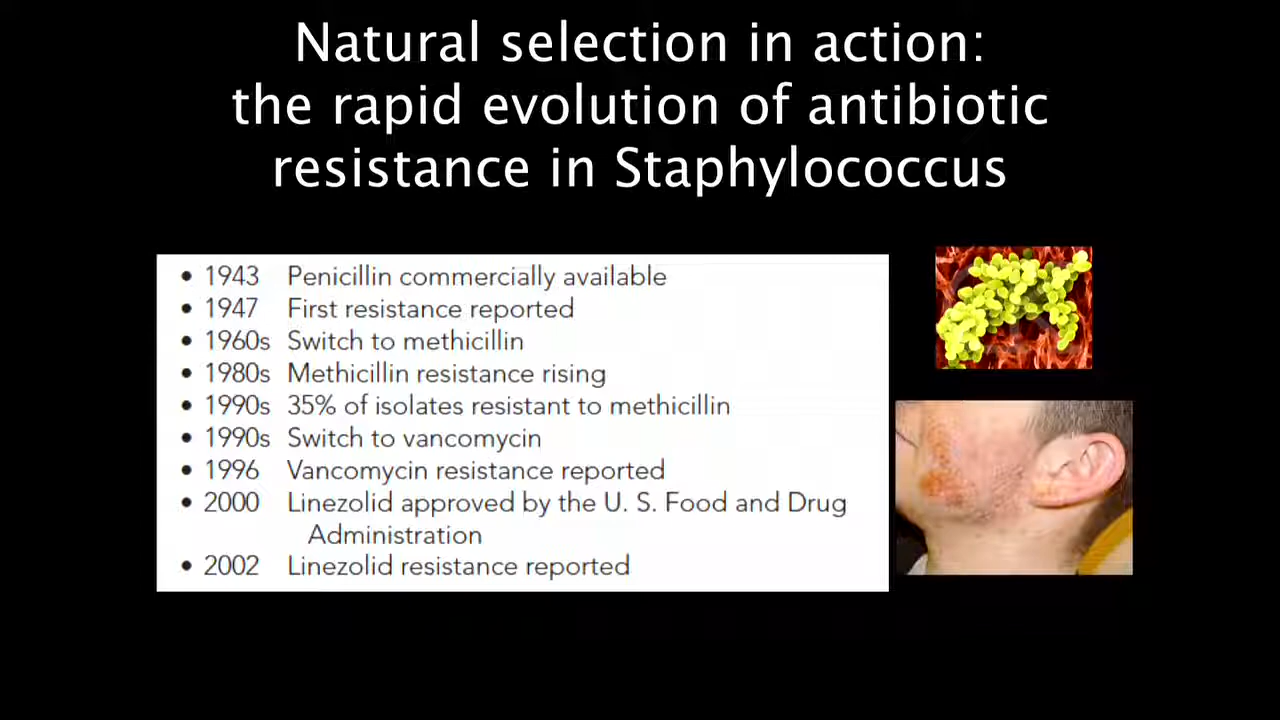 Natural selection in action:
the rapid evolution of antibiotic
resistance in Staphylococcus
• 1943 Penicillin commercially available
• 1947 First resistance reported
• 1960s Switch to methicillin
• 1980s Methicillin resistance rising
• 1990s 35% of isolates resistant to methicillin
• 1990s Switch to vancomycin
• 1996 Vancomycin resistance reported
• 2000 Linezolid approved by the U. S. Food and Drug
Administration
• 2002 Linezolid resistance reported